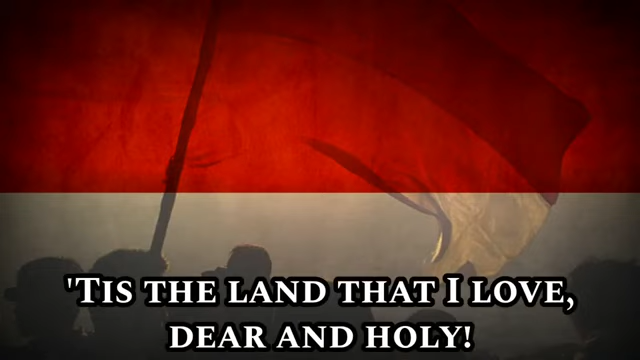 'Tis the land that I love,
dear and holy!